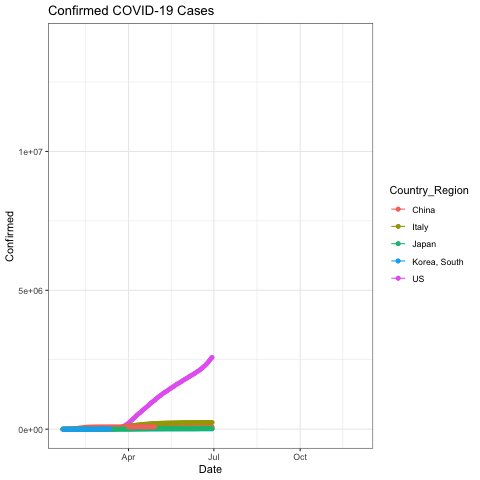 Confirmed COVID-19 Cases
1e+07
5e+06
0e+00
Confirmed
Apr
Jul
Oct
Date
Country_Region
China
Italy
Japan
Korea, South
US